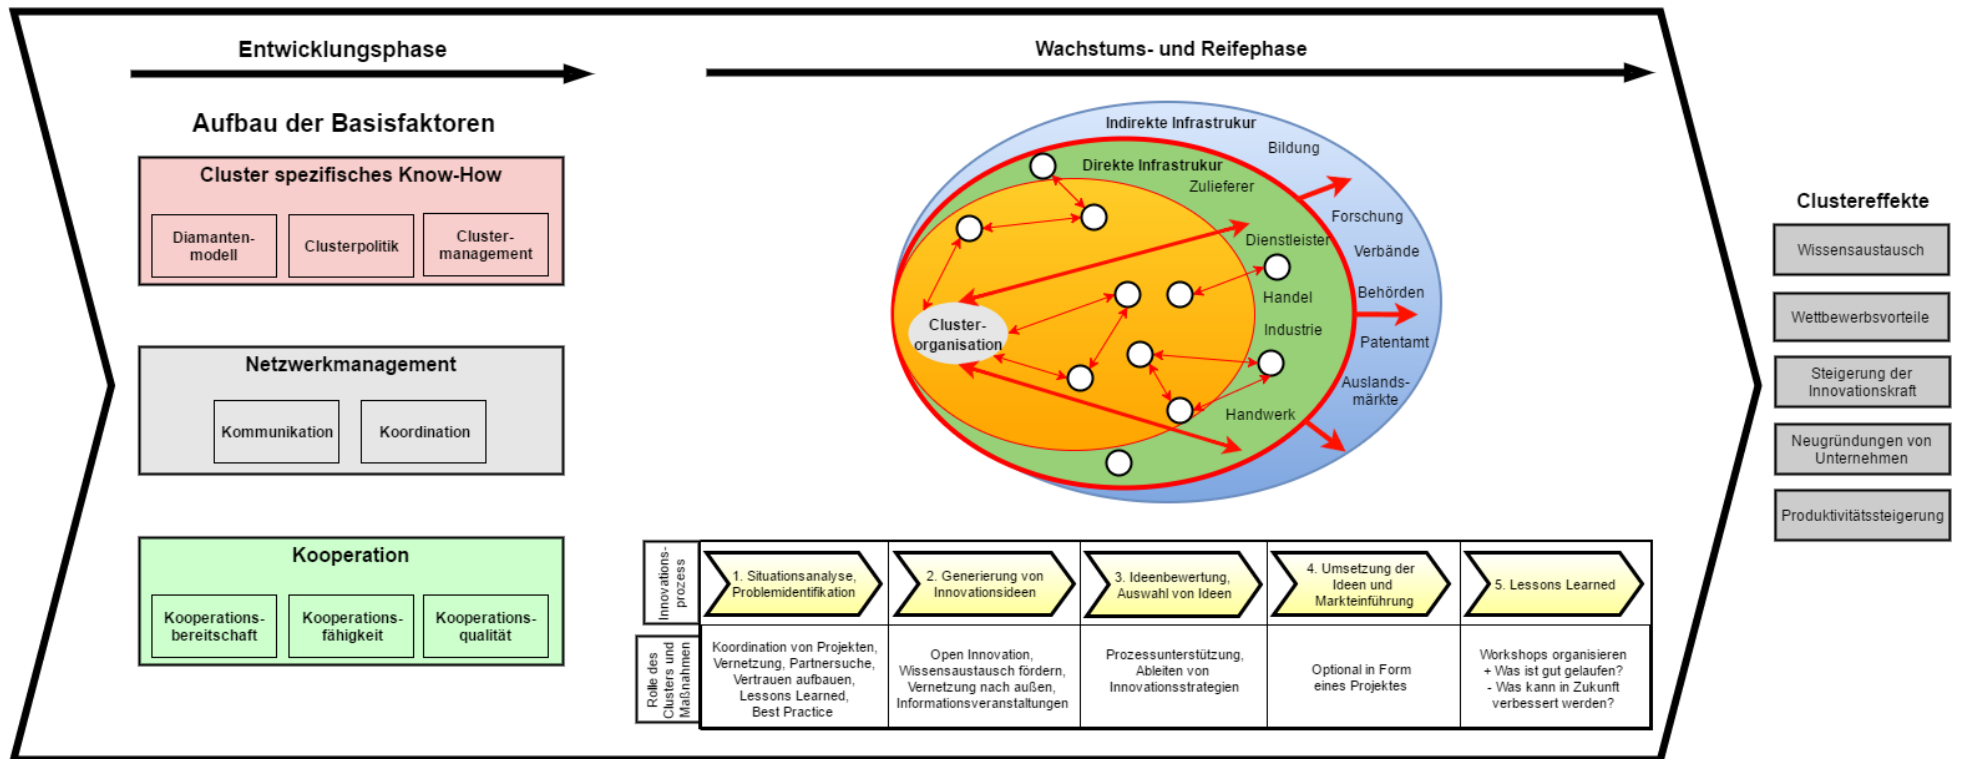 Entwicklungsphase
Wachstums- und Reifephase
Aufbau der Basisfaktoren
Cluster spezifisches Know-How
Diamanten-
modell
Clusterpolitik
Cluster-
management
Netzwerkmanagement
Kommunikation
Koordination
Kooperation
Kooperations-
bereitschaft
Kooperations-
fähigkeit
Kooperations-
qualität
Indirekte Infrastrukur
Bildung
Direkte Infrastrukur
Zulieferer
Forschung
Dienstleister
Verbände
Handel
Behörden
Industrie
Patentamt
Auslands-
märkte
Handwerk
Cluster-
organisation
Innovations-
prozess
1. Situationsanalyse,
Problemidentifikation
2. Generierung von
Innovationsideen
3. Ideenbewertung,
Auswahl von Ideen
4. Umsetzung der
Ideen und
Markteinführung
5. Lessons Learned
Rolle des
Clusters und
Maßnahmen
Koordination von Projekten,
Vernetzung, Partnersuche,
Vertrauen aufbauen,
Lessons Learned,
Best Practice
Open Innovation,
Wissensaustausch fördern,
Vernetzung nach außen,
Informationsveranstaltungen
Prozessunterstützung,
Ableiten von
Innovationsstrategien
Optional in Form
eines Projektes
Workshops organisieren
+ Was ist gut gelaufen?
- Was kann in Zukunft
verbessert werden?
Clustereffekte
Wissensaustausch
Wettbewerbsvorteile
Steigerung der
Innovationskraft
Neugründungen von
Unternehmen
Produktivitätssteigerung